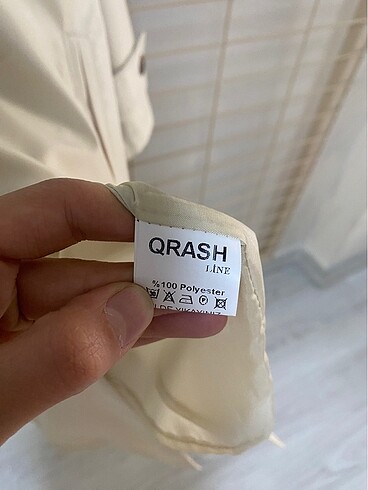 QRASH
LİNE
%100 Polyester
P